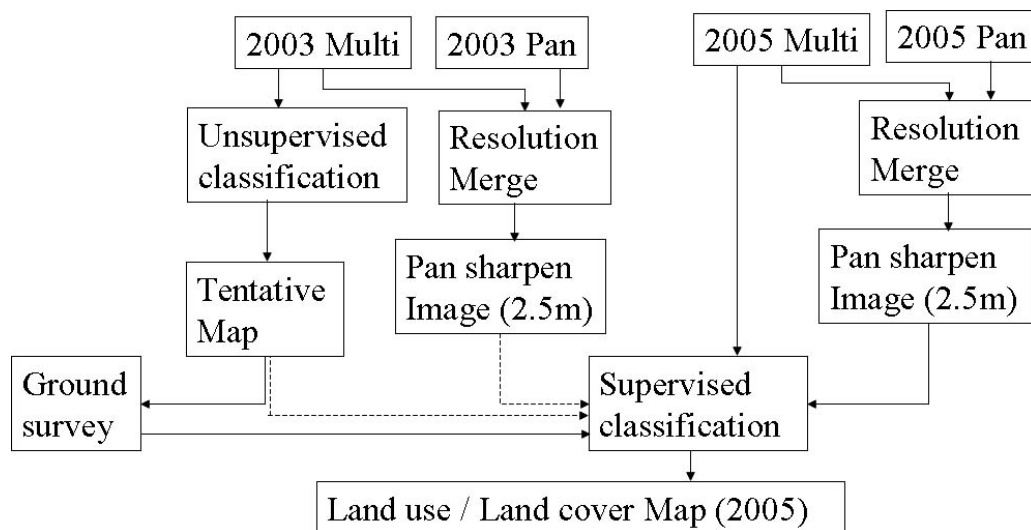 2003 Multi
2003 Pan
2005 Multi
2005 Pan
Unsupervised
classification
Resolution
Merge
Resolution
Merge
Tentative
Map
Pan sharpen
Image (2.5m)
Pan sharpen
Image (2.5m)
Ground
survey
Supervised
classification
Land use / Land cover Map (2005)